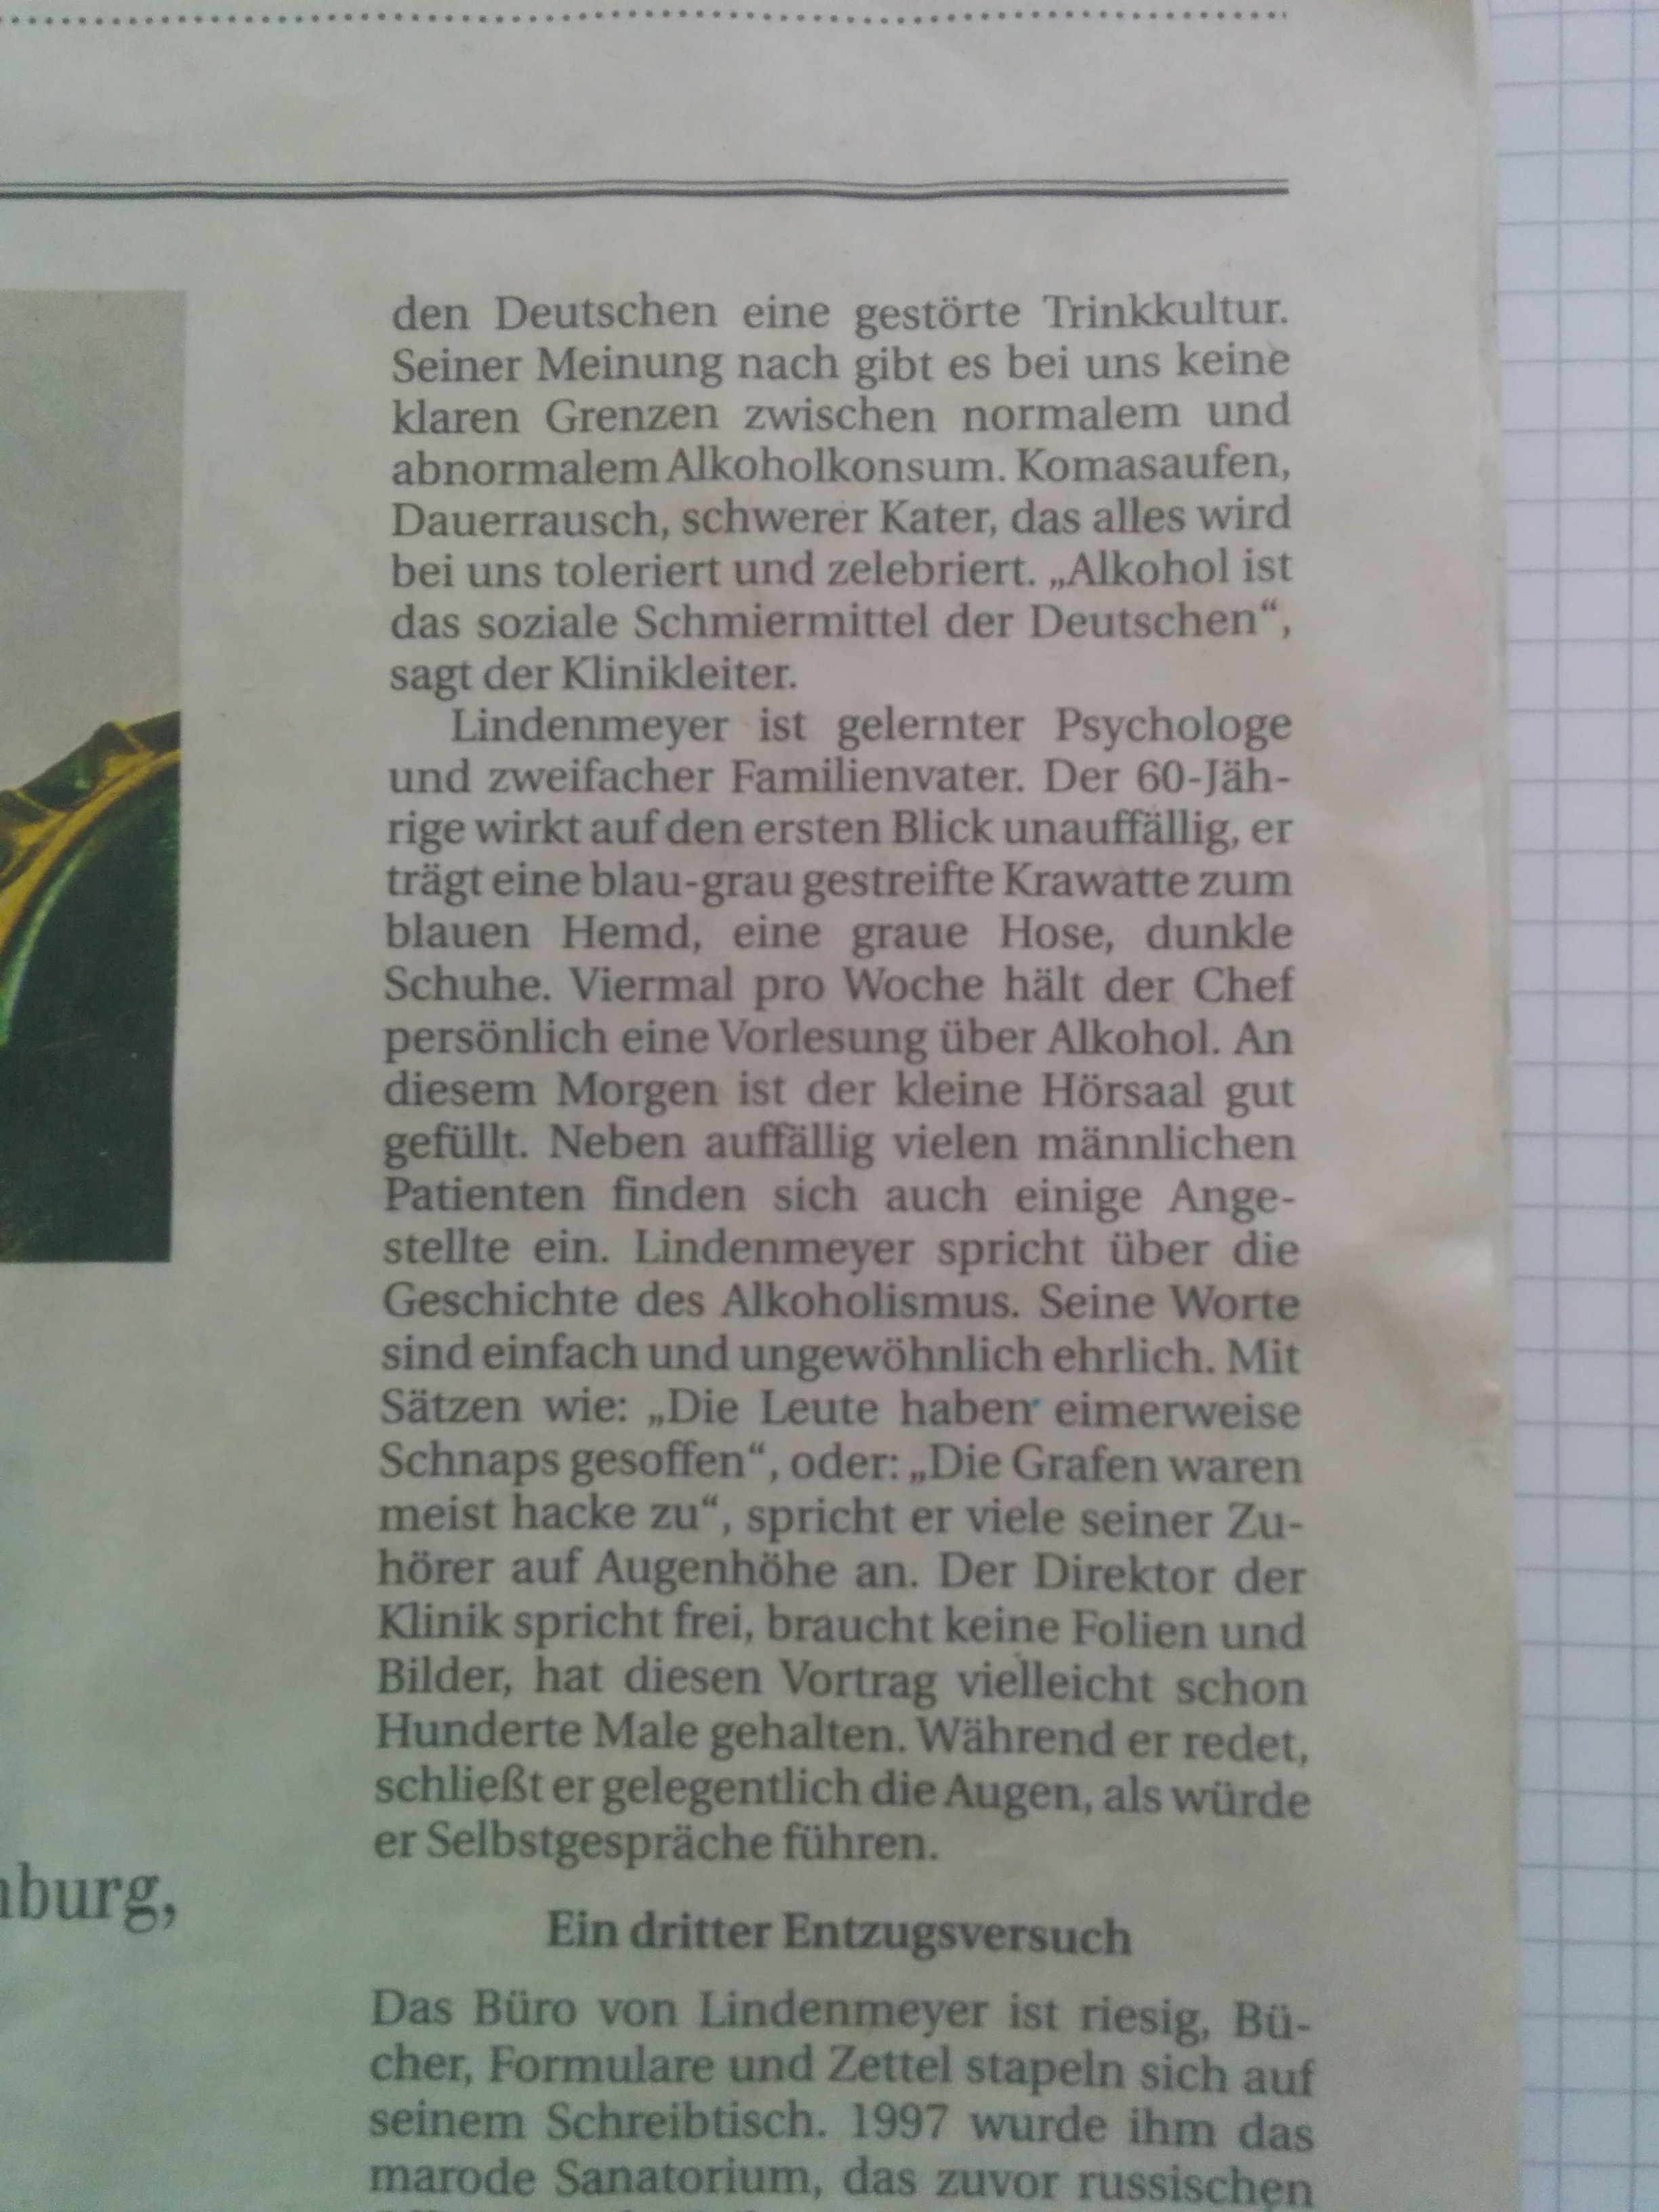 den Deutschen eine gestörte Trinkkultur.
Seiner Meinung nach gibt es bei uns keine
klaren Grenzen zwischen normalem und
abnormalem Alkoholkonsum. Komasaufen,
Dauerrausch, schwerer Kater, das alles wird
bei uns toleriert und zelebriert. „Alkohol ist
das soziale Schmiermittel der Deutschen“,
sagt der Klinikleiter.
Lindenmeyer ist gelernter Psychologe
und zweifacher Familienvater. Der 60-Jäh-
rige wirkt auf den ersten Blick unauffällig, er
trägt eine blau-grau gestreifte Krawatte zum
blauen Hemd, eine graue Hose, dunkle
Schuhe. Viermal pro Woche hält der Chef
persönlich eine Vorlesung über Alkohol. An
diesem Morgen ist der kleine Hörsaal gut
gefüllt. Neben auffällig vielen männlichen
Patienten finden sich auch einige Ange-
stellte ein. Lindenmeyer spricht über die
Geschichte des Alkoholismus. Seine Worte
sind einfach und ungewöhnlich ehrlich. Mit
Sätzen wie: „Die Leute haben eimerweise
Schnaps gesoffen“, oder: „Die Grafen waren
meist hacke zu“, spricht er viele seiner Zu-
hörer auf Augenhöhe an. Der Direktor der
Klinik spricht frei, braucht keine Folien und
Bilder, hat diesen Vortrag vielleicht schon
Hunderte Male gehalten. Während er redet,
schließt er gelegentlich die Augen, als würde
er Selbstgespräche führen.
burg,
Ein dritter Entzugsversuch
Das Büro von Lindenmeyer ist riesig, Bü-
cher, Formulare und Zettel stapeln sich auf
seinem Schreibtisch. 1997 wurde ihm das
marode Sanatorium, das zuvor russischen